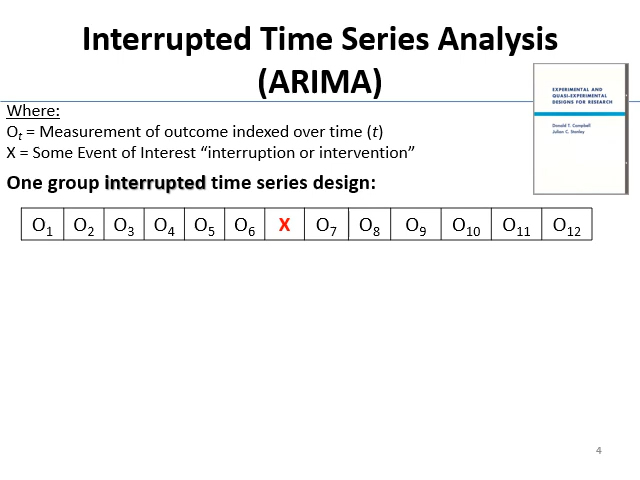 Interrupted Time Series Analysis
(ARIMA)
EXPERIMENTAL AND
QUASI-EXPERIMENTAL
DESIGNS FOR RESEARCH
Donald T. Campbell
Julian C. Stanley
Where:
Ot = Measurement of outcome indexed over time (t)
X = Some Event of Interest “interruption or intervention”
One group interrupted time series design:
O1 O2 O3 O4 O5 O6 X O7 O8 O9 O10 O11 O12
4